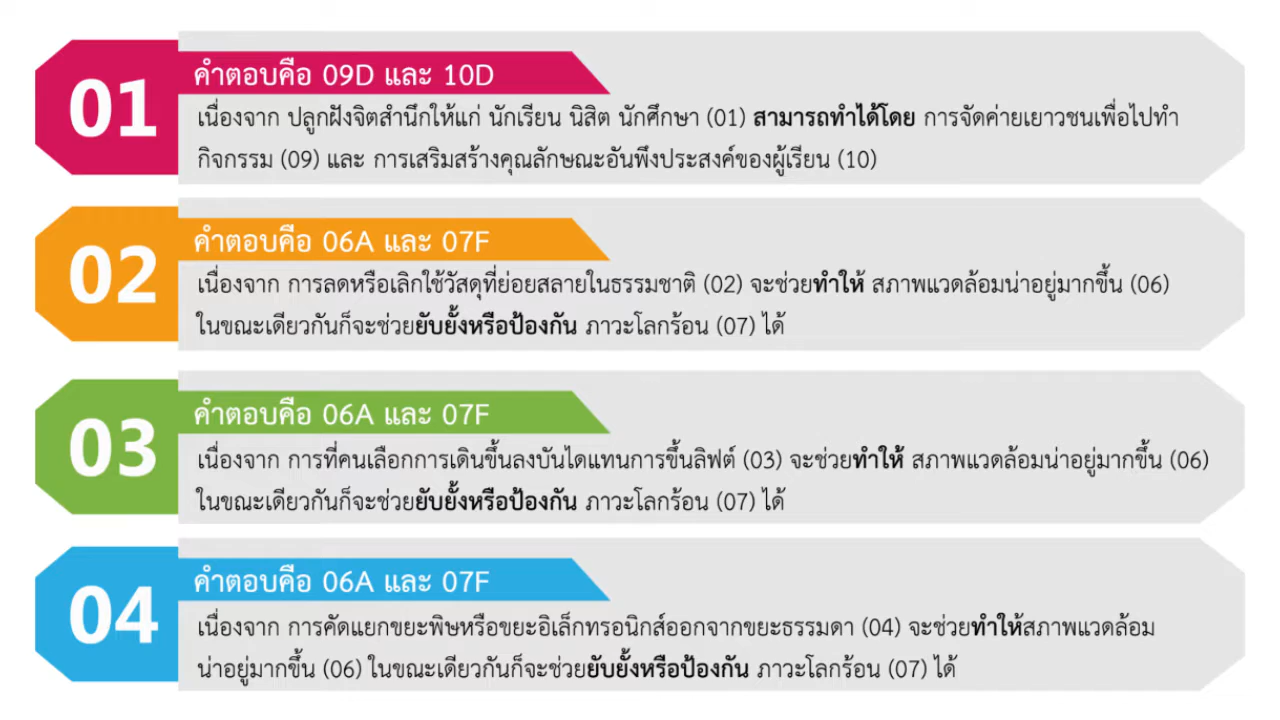 01
คำตอบคือ 09D และ 10D
เนื่องจาก ปลูกฝังจิตสำนึกให้แก่ นักเรียน นิสิต นักศึกษา (01) สามารถทำได้โดย การจัดค่ายเยาวชนเพื่อไปทำ
กิจกรรม (09) และ การเสริมสร้างคุณลักษณะอันพึงประสงค์ของผู้เรียน (10)
02
คำตอบคือ 06A และ 07F
เนื่องจาก การลดหรือเลิกใช้วัสดุที่ย่อยสลายในธรรมชาติ (02) จะช่วยทำให้ สภาพแวดล้อมน่าอยู่มากขึ้น (06)
ในขณะเดียวกันก็จะช่วยยับยั้งหรือป้องกัน ภาวะโลกร้อน (07) ได้
03
คำตอบคือ 06A และ 07F
เนื่องจาก การที่คนเลือกการเดินขึ้นลงบันไดแทนการขึ้นลิฟต์ (03) จะช่วยทำให้ สภาพแวดล้อมน่าอยู่มากขึ้น (06)
ในขณะเดียวกันก็จะช่วยยับยั้งหรือป้องกัน ภาวะโลกร้อน (07) ได้
04
คำตอบคือ 06A และ 07F
เนื่องจาก การคัดแยกขยะพิษหรือขยะอิเล็กทรอนิกส์ออกจากขยะธรรมดา (04) จะช่วยทำให้สภาพแวดล้อม
น่าอยู่มากขึ้น (06) ในขณะเดียวกันก็จะช่วยยับยั้งหรือป้องกัน ภาวะโลกร้อน (07) ได้